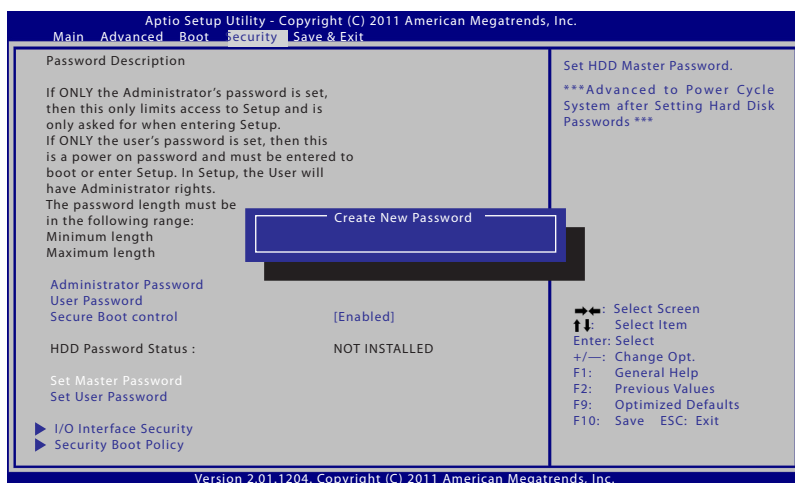 Aptio Setup Utility - Copyright (C) 2011 American Megatrends, Inc.
Main Advanced Boot Security Save & Exit
Password Description
If ONLY the Administrator's password is set,
then this only limits access to Setup and is
only asked for when entering Setup.
If ONLY the user's password is set, then this
is a power on password and must be entered to
boot or enter Setup. In Setup, the User will
have Administrator rights.
The password length must be
in the following range:
Minimum length
Maximum length
Create New Password
Administrator Password
User Password
Secure Boot control [Enabled]
HDD Password Status : NOT INSTALLED
Set Master Password
Set User Password
I/O Interface Security
Security Boot Policy
Set HDD Master Password.
***Advanced to Power Cycle
System after Setting Hard Disk
Passwords ***
→←: Select Screen
↑↓: Select Item
Enter: Select
+/—: Change Opt.
F1: General Help
F2: Previous Values
F9: Optimized Defaults
F10: Save ESC: Exit
Version 2.01.1204. Copyright (C) 2011 American Megatrends, Inc.